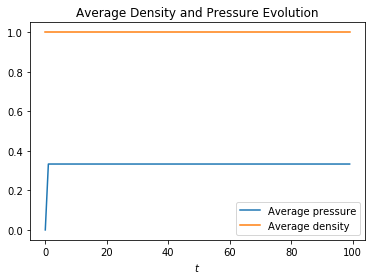 Average Density and Pressure Evolution
1.0
0.8
0.6
0.4
0.2
0.0
Average pressure
Average density
0 20 40 60 80 100
t